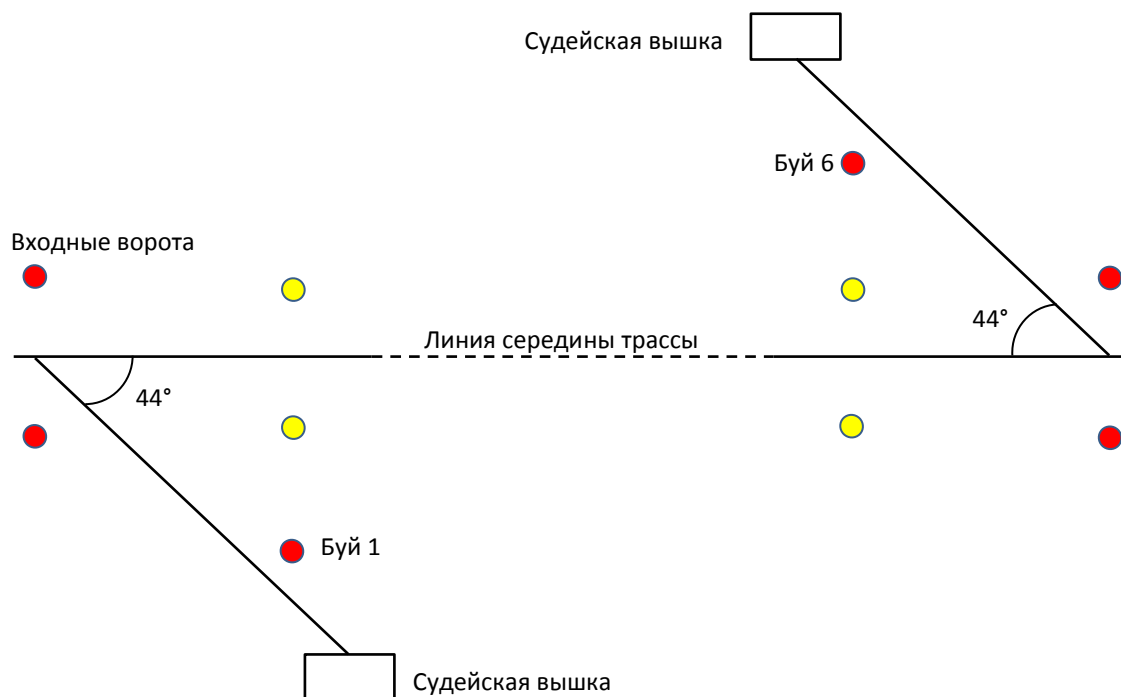 Судейская вышка
Буй 6
Входные ворота
44°
Линия середины трассы
44°
Буй 1
Судейская вышка